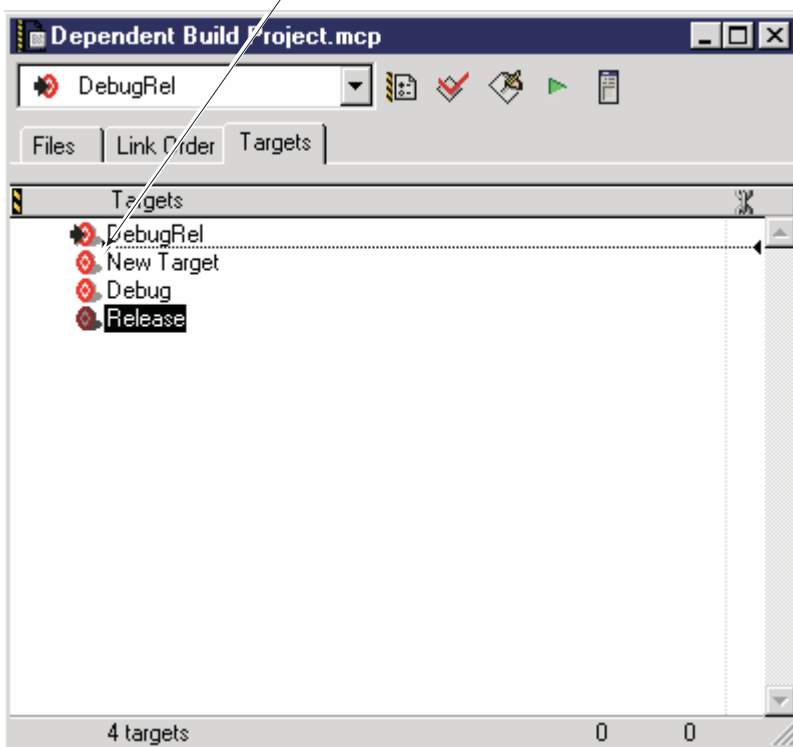 Dependent Build Project.mcp
DebugRel
Files Link Order Targets
Targets
DebugRel
New Target
Debug
Release
4 targets 0 0